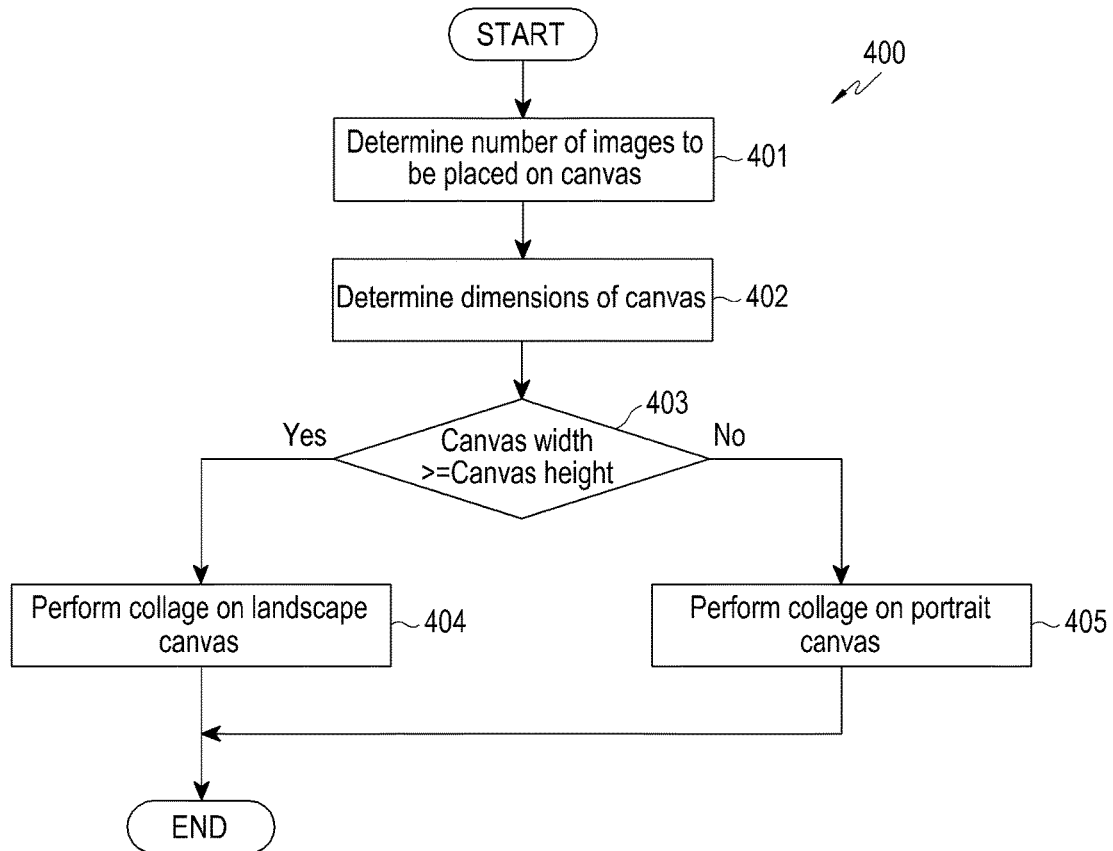 START
400
Determine number of images to
be placed on canvas
401
Determine dimensions of canvas
402
403
Yes
Canvas width
>=Canvas height
No
Perform collage on landscape
canvas
404
Perform collage on portrait
canvas
405
END